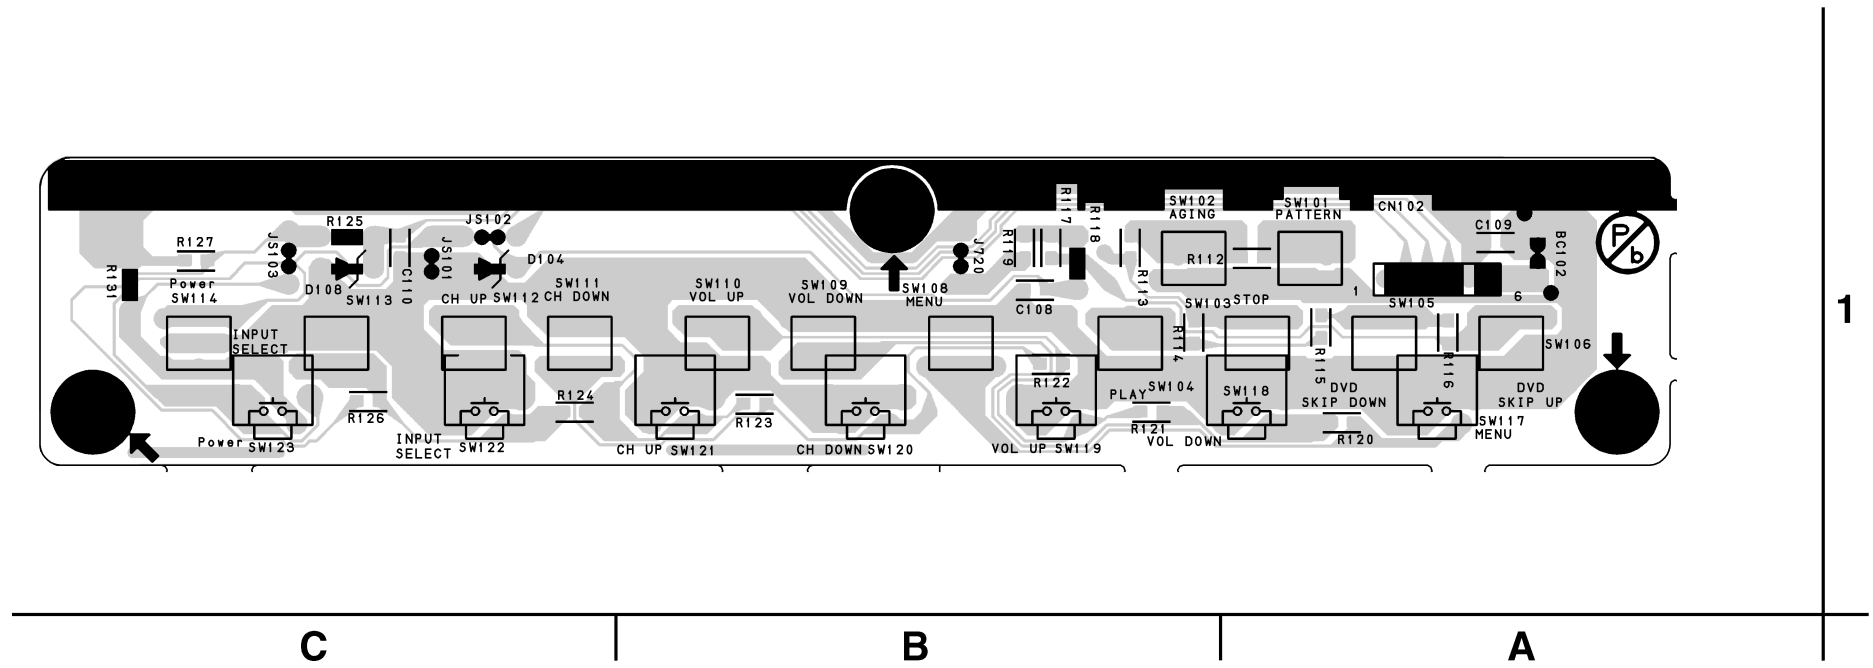 R117
SW102
AGING
SW101
PATTERN
CN102
R118
R125
JS102
C109
P
b
R127
JS103
JS101
J720
R119
BC102
R131
D104
R112
Power
SW114
D108
SW113
C110
CH UP SW112
SW111
CH DOWN
SW110
VOL UP
SW109
VOL DOWN
SW108
MENU
C108
R113
SW103 STOP
1
SW105
6
1
INPUT
SELECT
R114
SW106
R115
R116
R122
R126
R124
R123
PLAY
SW104
SW118
DVD
SKIP DOWN
DVD
SKIP UP
Power SW123
INPUT
SELECT
SW122
CH UP SW121
CH DOWN SW120
VOL UP SW119
R121
VOL DOWN
R120
SW117
MENU
C
B
A